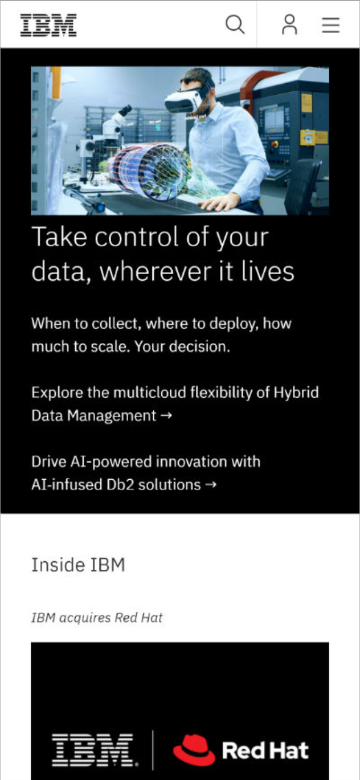 IBM
Take control of your
data, wherever it lives
When to collect, where to deploy, how
much to scale. Your decision.
Explore the multicloud flexibility of Hybrid
Data Management →
Drive AI-powered innovation with
AI-infused Db2 solutions →
Inside IBM
IBM acquires Red Hat
IBM. | Red Hat